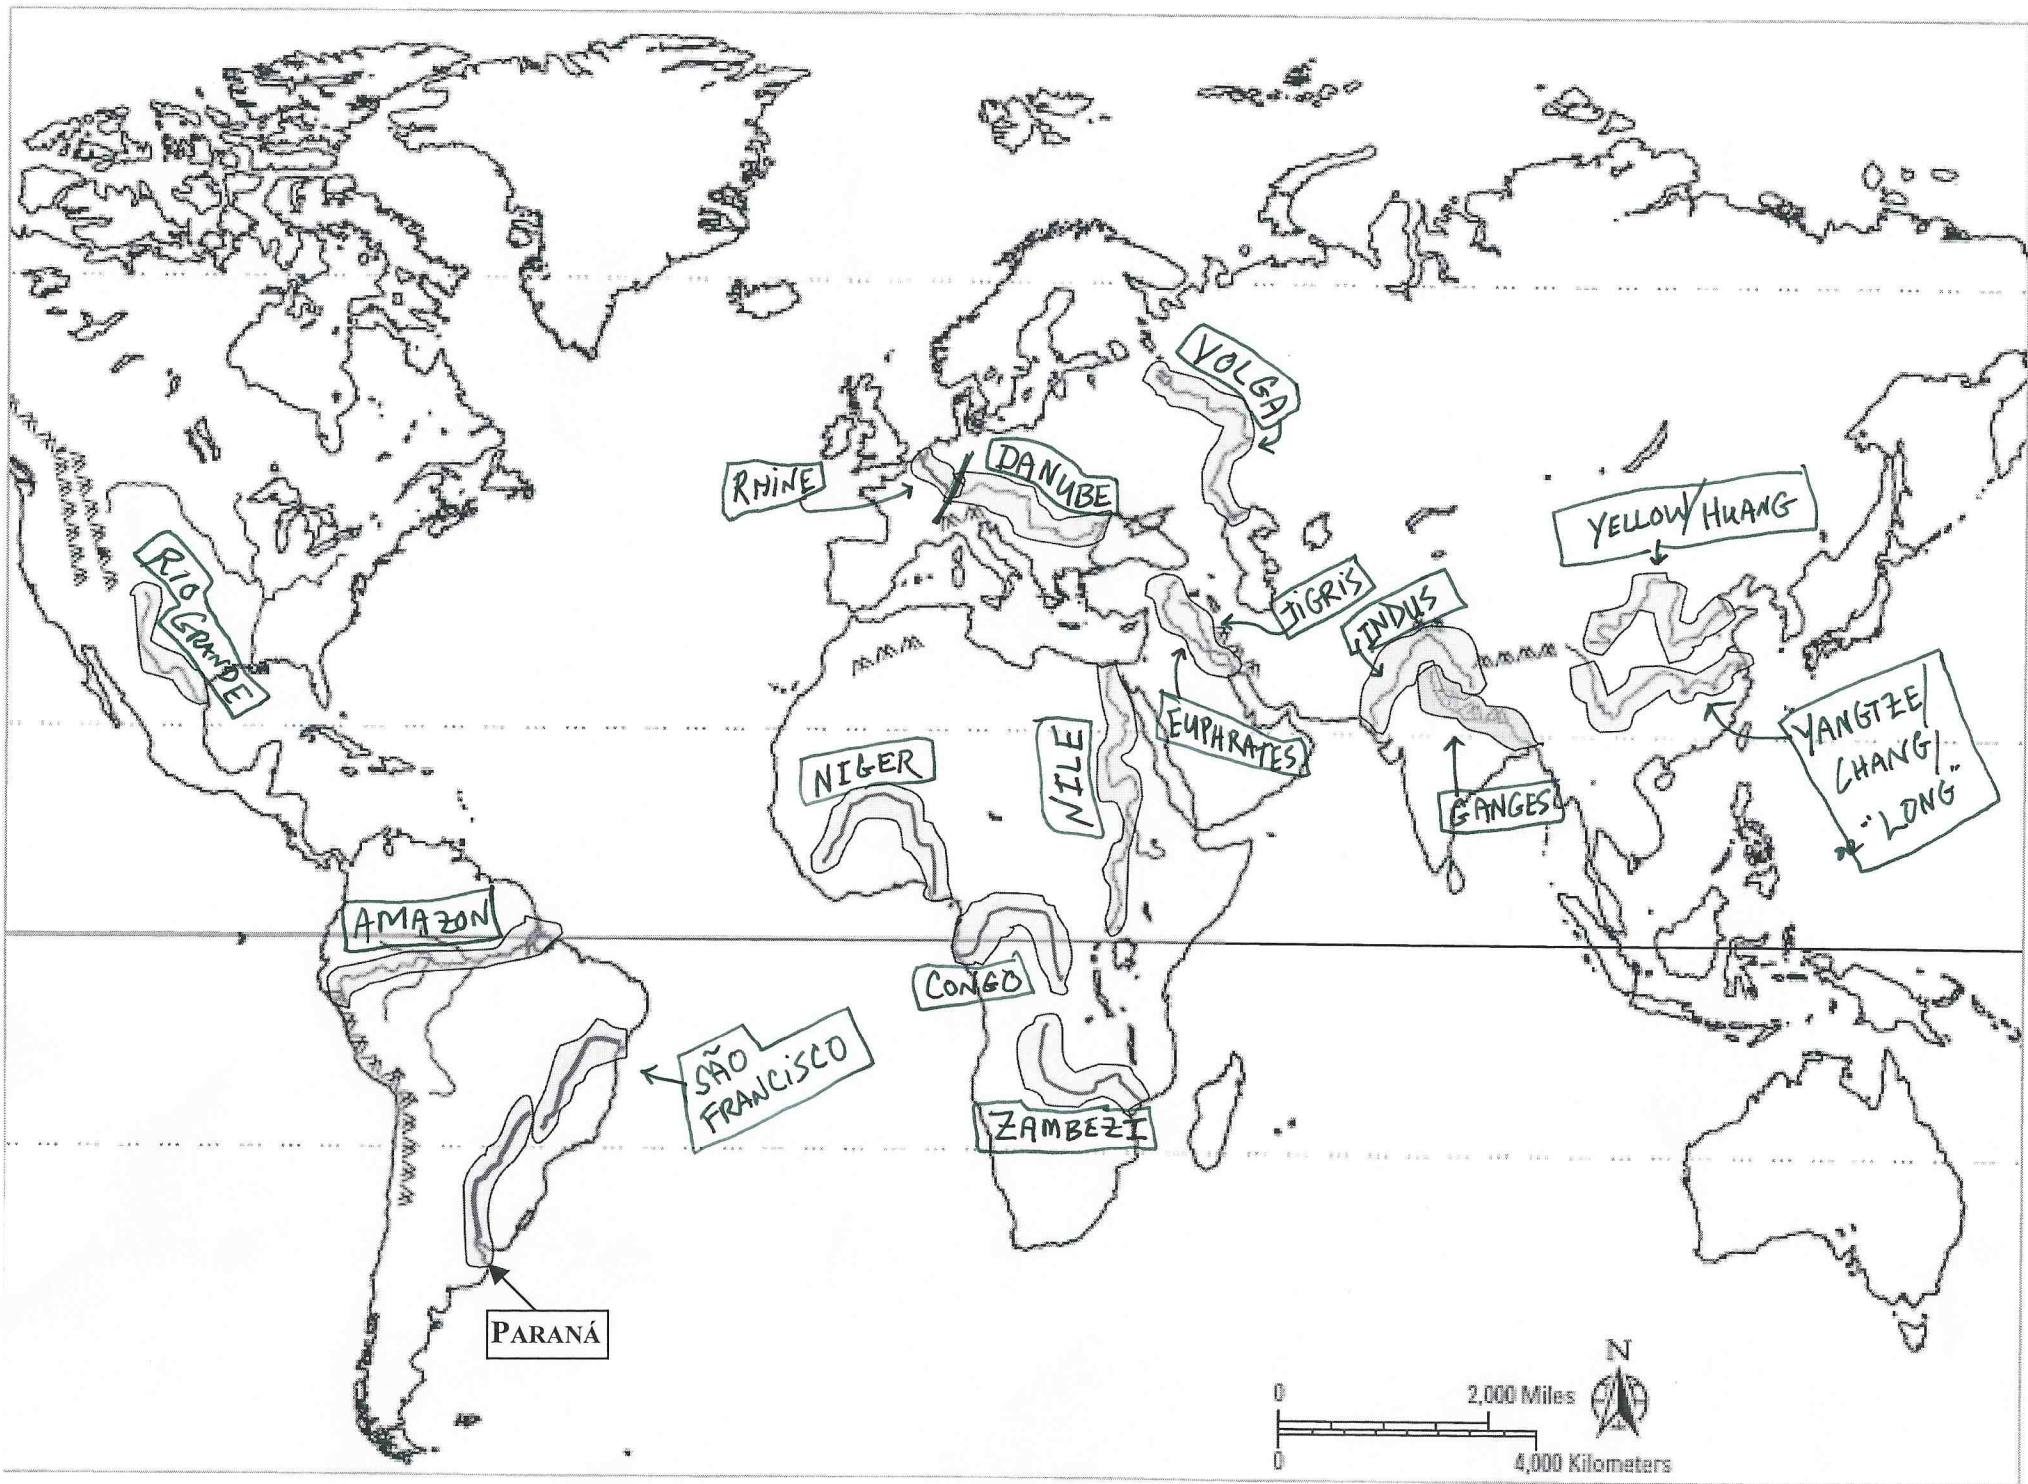 VOLGA
DANUBE
RHINE
YELLOW/HUANG
RIO
GRANDE
TIGRIS
INDUS
EUPHRATES
YANGTZE/
CHANG/
"LONG"
NIGER
NILE
GANGES
AMAZON
CONGO
SÃO
FRANCISCO
ZAMBEZI
PARANÁ
N
0 2,000 Miles
0 4,000 Kilometers